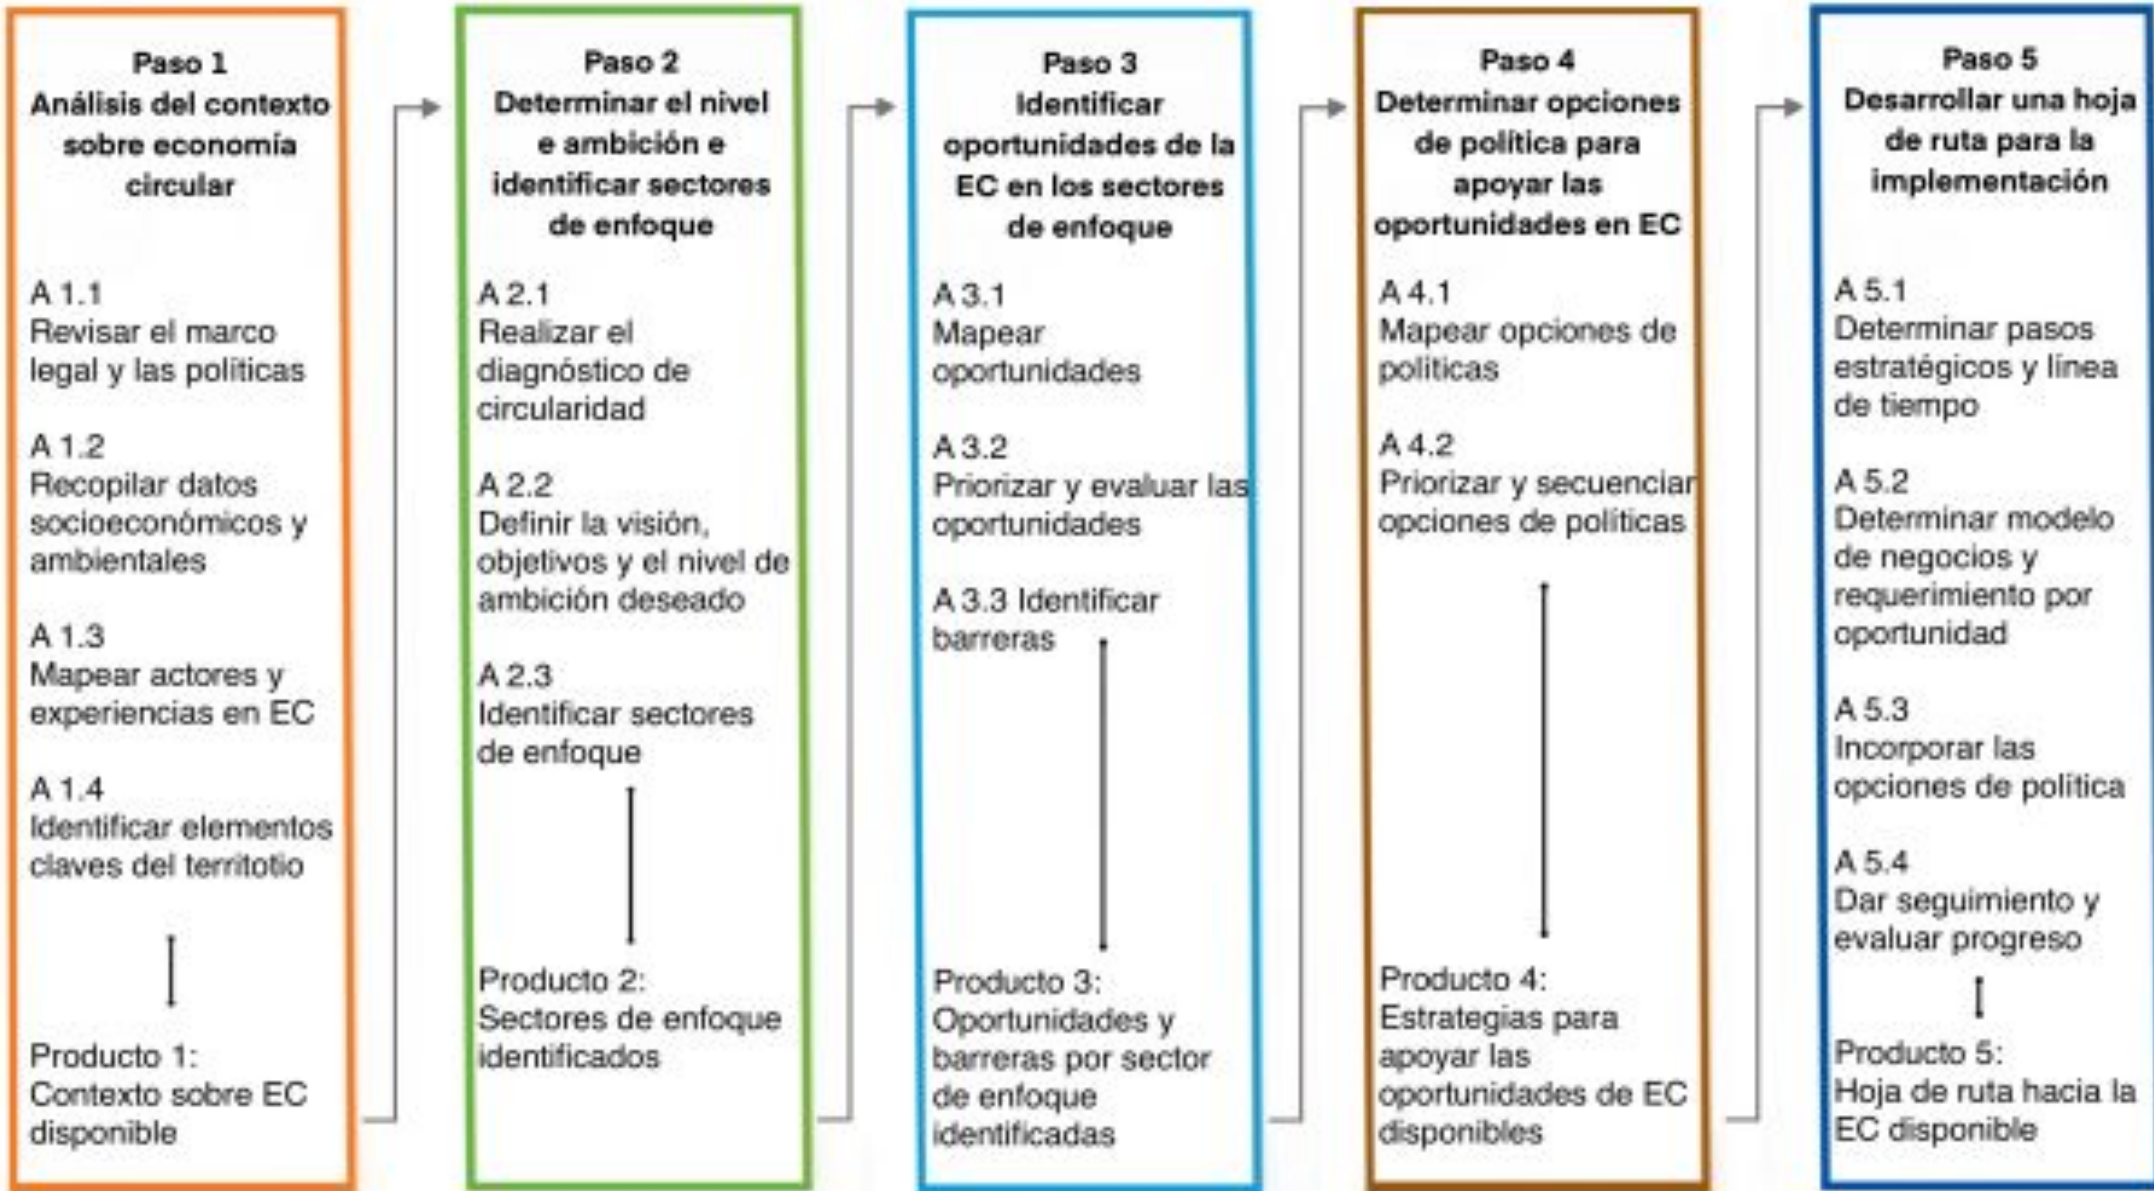 Paso 1
Análisis del contexto
sobre economía
circular
A 1.1
Revisar el marco
legal y las políticas
A 1.2
Recopilar datos
socioeconómicos y
ambientales
A 1.3
Mapear actores y
experiencias en EC
A 1.4
Identificar elementos
claves del territotio
Producto 1:
Contexto sobre EC
disponible
Paso 2
Determinar el nivel
e ambición e
identificar sectores
de enfoque
A 2.1
Realizar el
diagnóstico de
circularidad
A 2.2
Definir la visión,
objetivos y el nivel de
ambición deseado
A 2.3
Identificar sectores
de enfoque
Producto 2:
Sectores de enfoque
identificados
Paso 3
Identificar
oportunidades de la
EC en los sectores
de enfoque
A 3.1
Mapear
oportunidades
A 3.2
Priorizar y evaluar las
oportunidades
A 3.3 Identificar
barreras
Producto 3:
Oportunidades y
barreras por sector
de enfoque
identificadas
Paso 4
Determinar opciones
de política para
apoyar las
oportunidades en EC
A 4.1
Mapear opciones de
políticas
A 4.2
Priorizar y secuenciar
opciones de políticas
Producto 4:
Estrategias para
apoyar las
oportunidades de EC
disponibles
Paso 5
Desarrollar una hoja
de ruta para la
implementación
A 5.1
Determinar pasos
estratégicos y línea
de tiempo
A 5.2
Determinar modelo
de negocios y
requerimiento por
oportunidad
A 5.3
Incorporar las
opciones de política
A 5.4
Dar seguimiento y
evaluar progreso
Producto 5:
Hoja de ruta hacia la
EC disponible